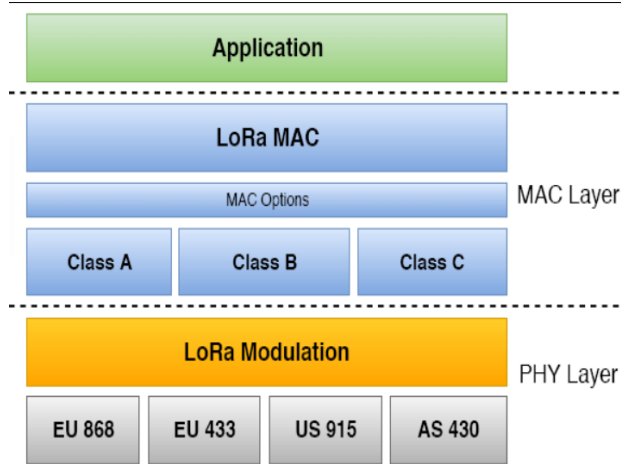 Application
LoRa MAC
MAC Options
MAC Layer
Class A
Class B
Class C
LoRa Modulation
PHY Layer
EU 868
EU 433
US 915
AS 430